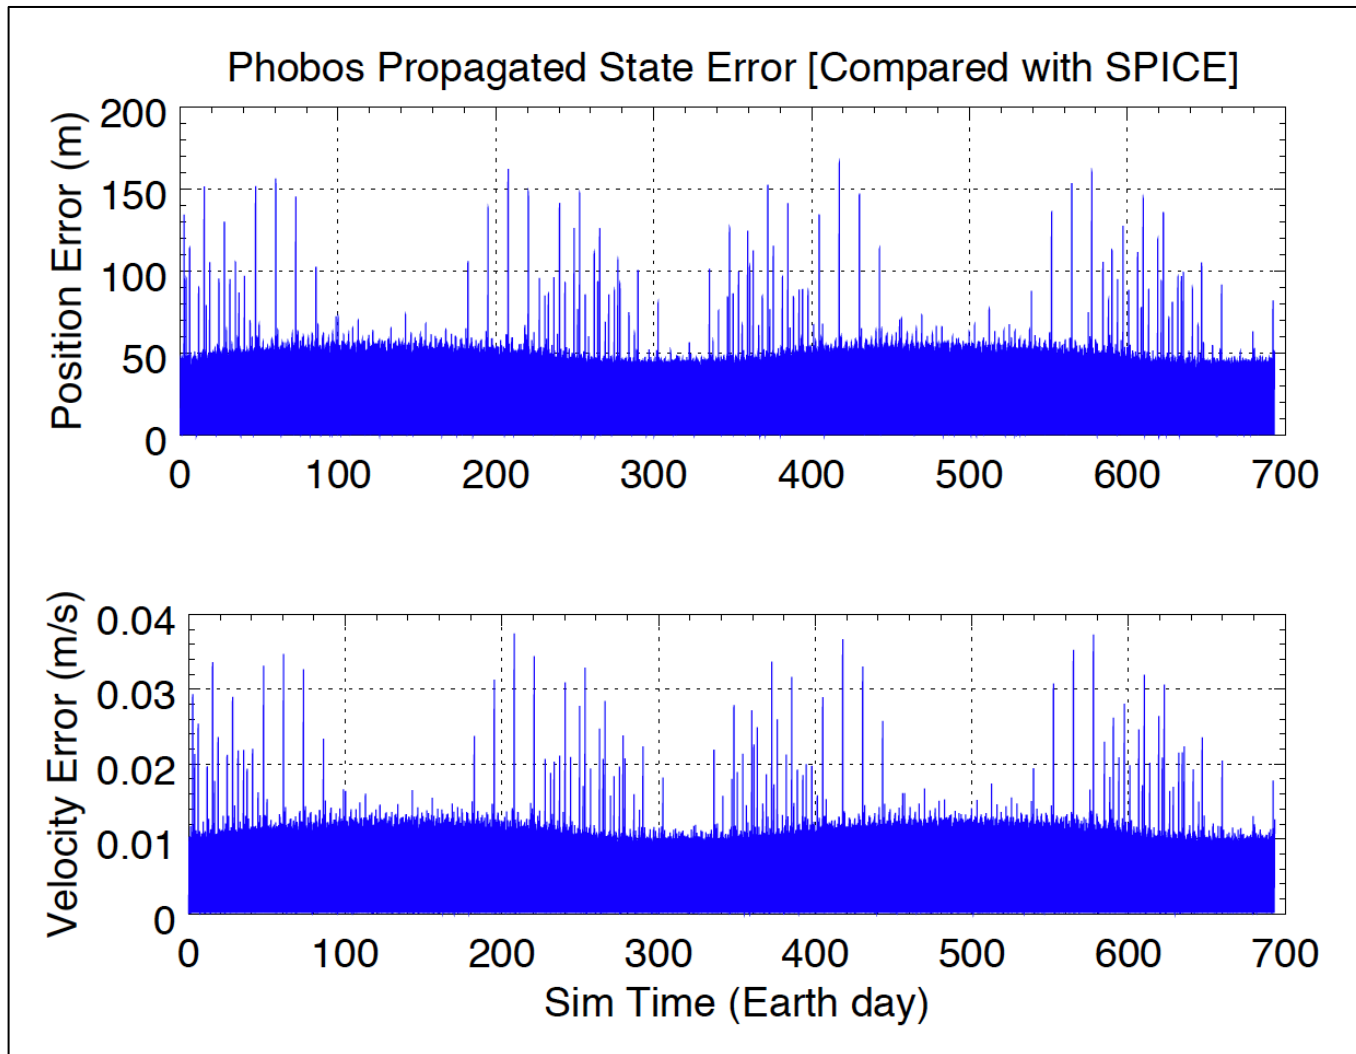 Phobos Propagated State Error [Compared with SPICE]
Position Error (m)
200
150
100
50
0
0 100 200 300 400 500 600 700
Velocity Error (m/s)
0.04
0.03
0.02
0.01
0
0 100 200 300 400 500 600 700
Sim Time (Earth day)